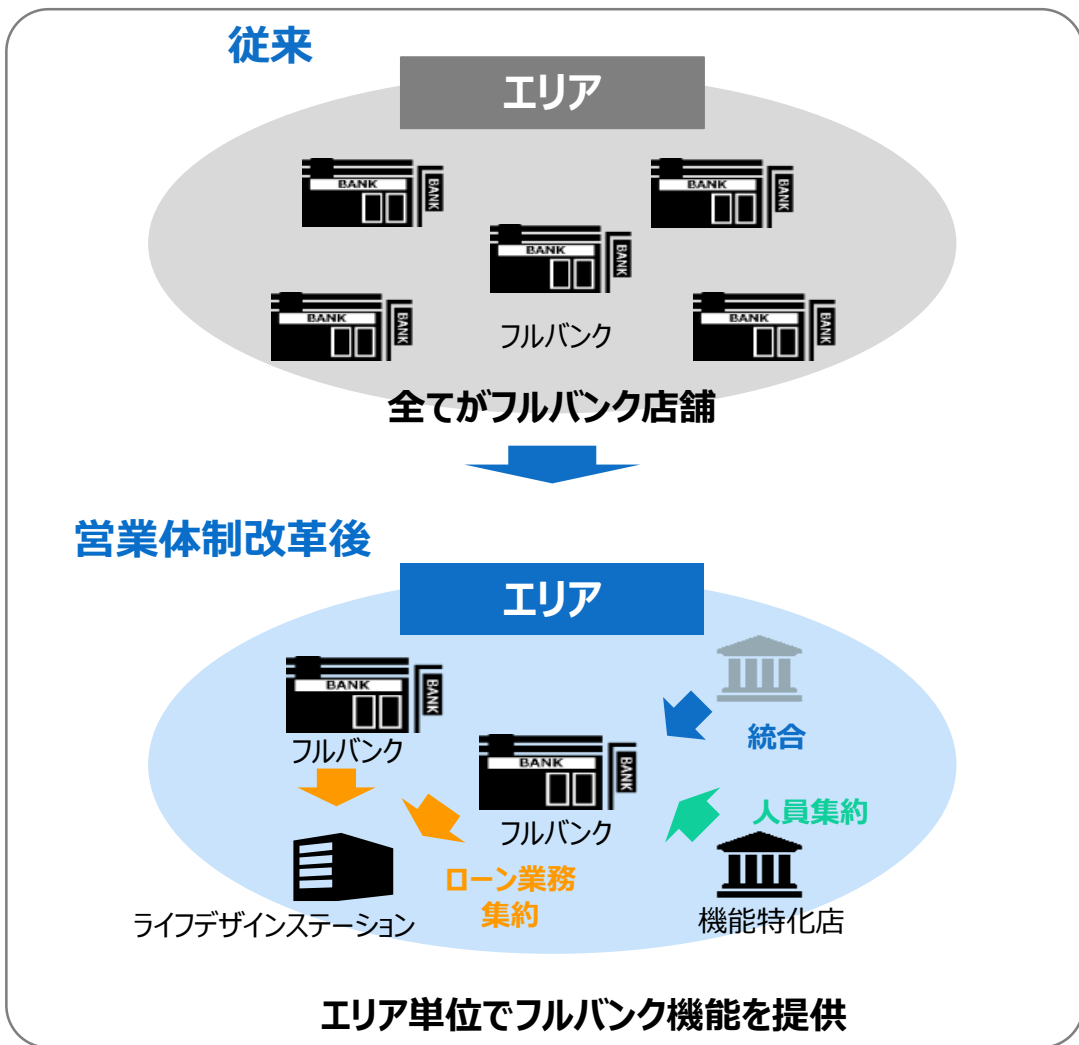 従来
エリア
BANK
BANK
BANK
BANK
BANK
BANK
BANK
BANK
BANK
BANK
フルバンク
全てがフルバンク店舗
営業体制改革後
エリア
BANK
BANK
フルバンク
統合
BANK
BANK
フルバンク
人員集約
ローン業務
集約
ライフデザインステーション
機能特化店
エリア単位でフルバンク機能を提供